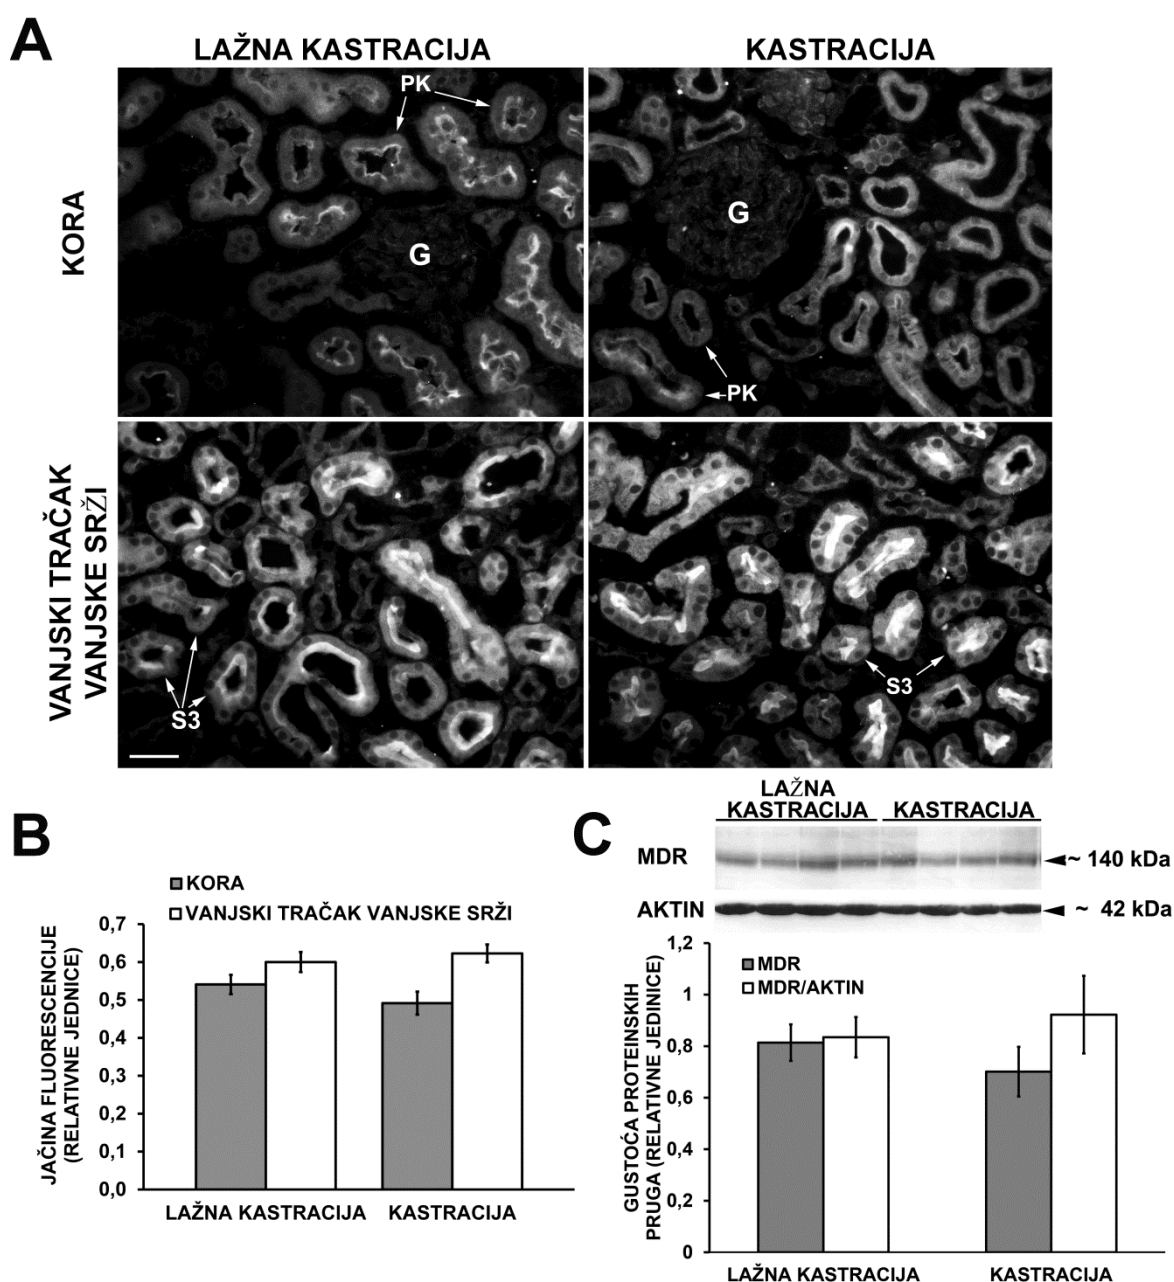 A
LAŽNA KASTRACIJA
KASTRACIJA
KORA
PK
G
G
PK
VANJSKI TRAČAK
VANJSKE SRŽI
S3
S3
B
KORA
VANJSKI TRAČAK VANJSKE SRŽI
JAČINA FLUORESCENCIJE
(RELATIVNE JEDNICE)
0,7
0,6
0,5
0,4
0,3
0,2
0,1
0,0
LAŽNA KASTRACIJA
KASTRACIJA
C
LAŽNA
KASTRACIJA
KASTRACIJA
MDR
~ 140 kDa
AKTIN
~ 42 kDa
MDR
MDR/AKTIN
GUSTOĆA PROTEINSKIH
PRUGA (RELATIVNE JEDINICE)
1,2
1
0,8
0,6
0,4
0,2
0
LAŽNA KASTRACIJA
KASTRACIJA